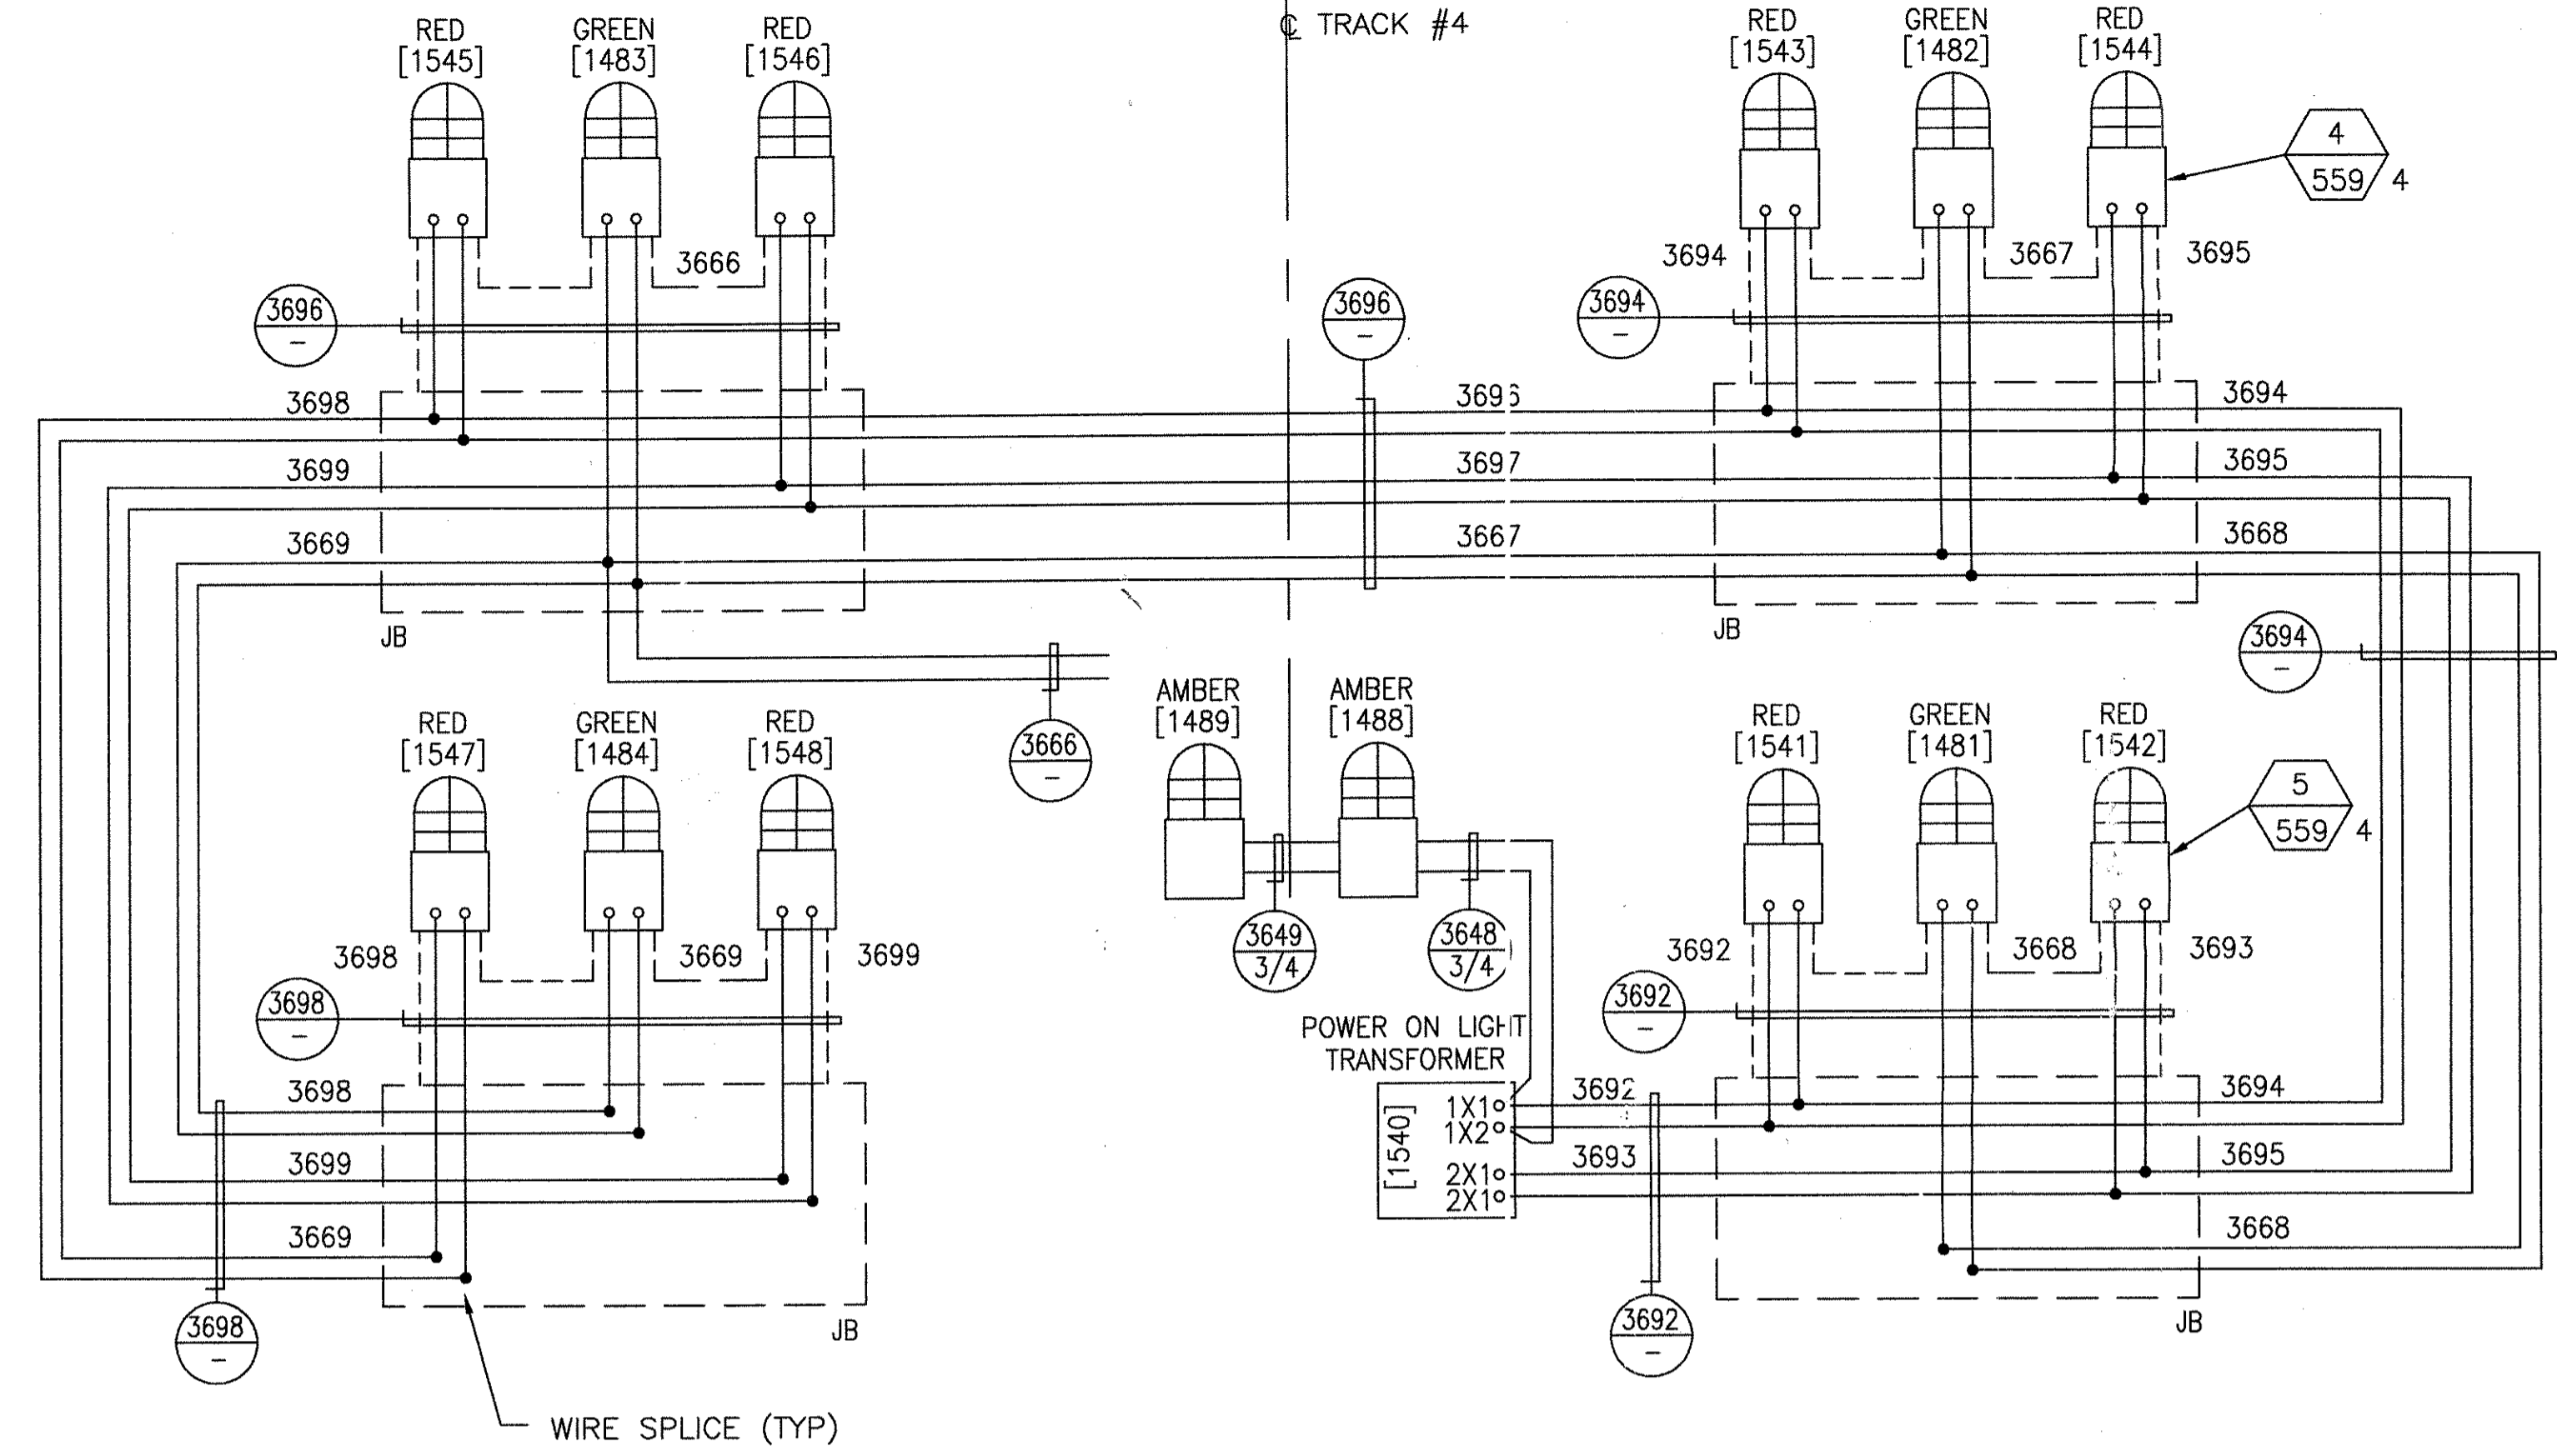 ℄ TRACK #4
RED
[1545]
GREEN
[1483]
RED
[1546]
RED
[1543]
GREEN
[1482]
RED
[1544]
4
559
4
3666
3694
3667
3695
3696
–
3696
–
3694
–
3698
3696
3694
3699
3697
3695
3669
3667
3668
JB
JB
3694
–
RED
[1547]
GREEN
[1484]
RED
[1548]
3666
–
AMBER
[1489]
AMBER
[1488]
RED
[1541]
GREEN
[1481]
RED
[1542]
5
559
4
3698
3669
3699
3649
3/4
3648
3/4
3692
3668
3693
3698
–
3692
–
POWER ON LIGHT
TRANSFORMER
[1540]
1X1
1X2
2X1
2X1
3698
3692
3694
3699
3693
3695
3669
3668
3698
–
JB
3692
–
JB
WIRE SPLICE (TYP)